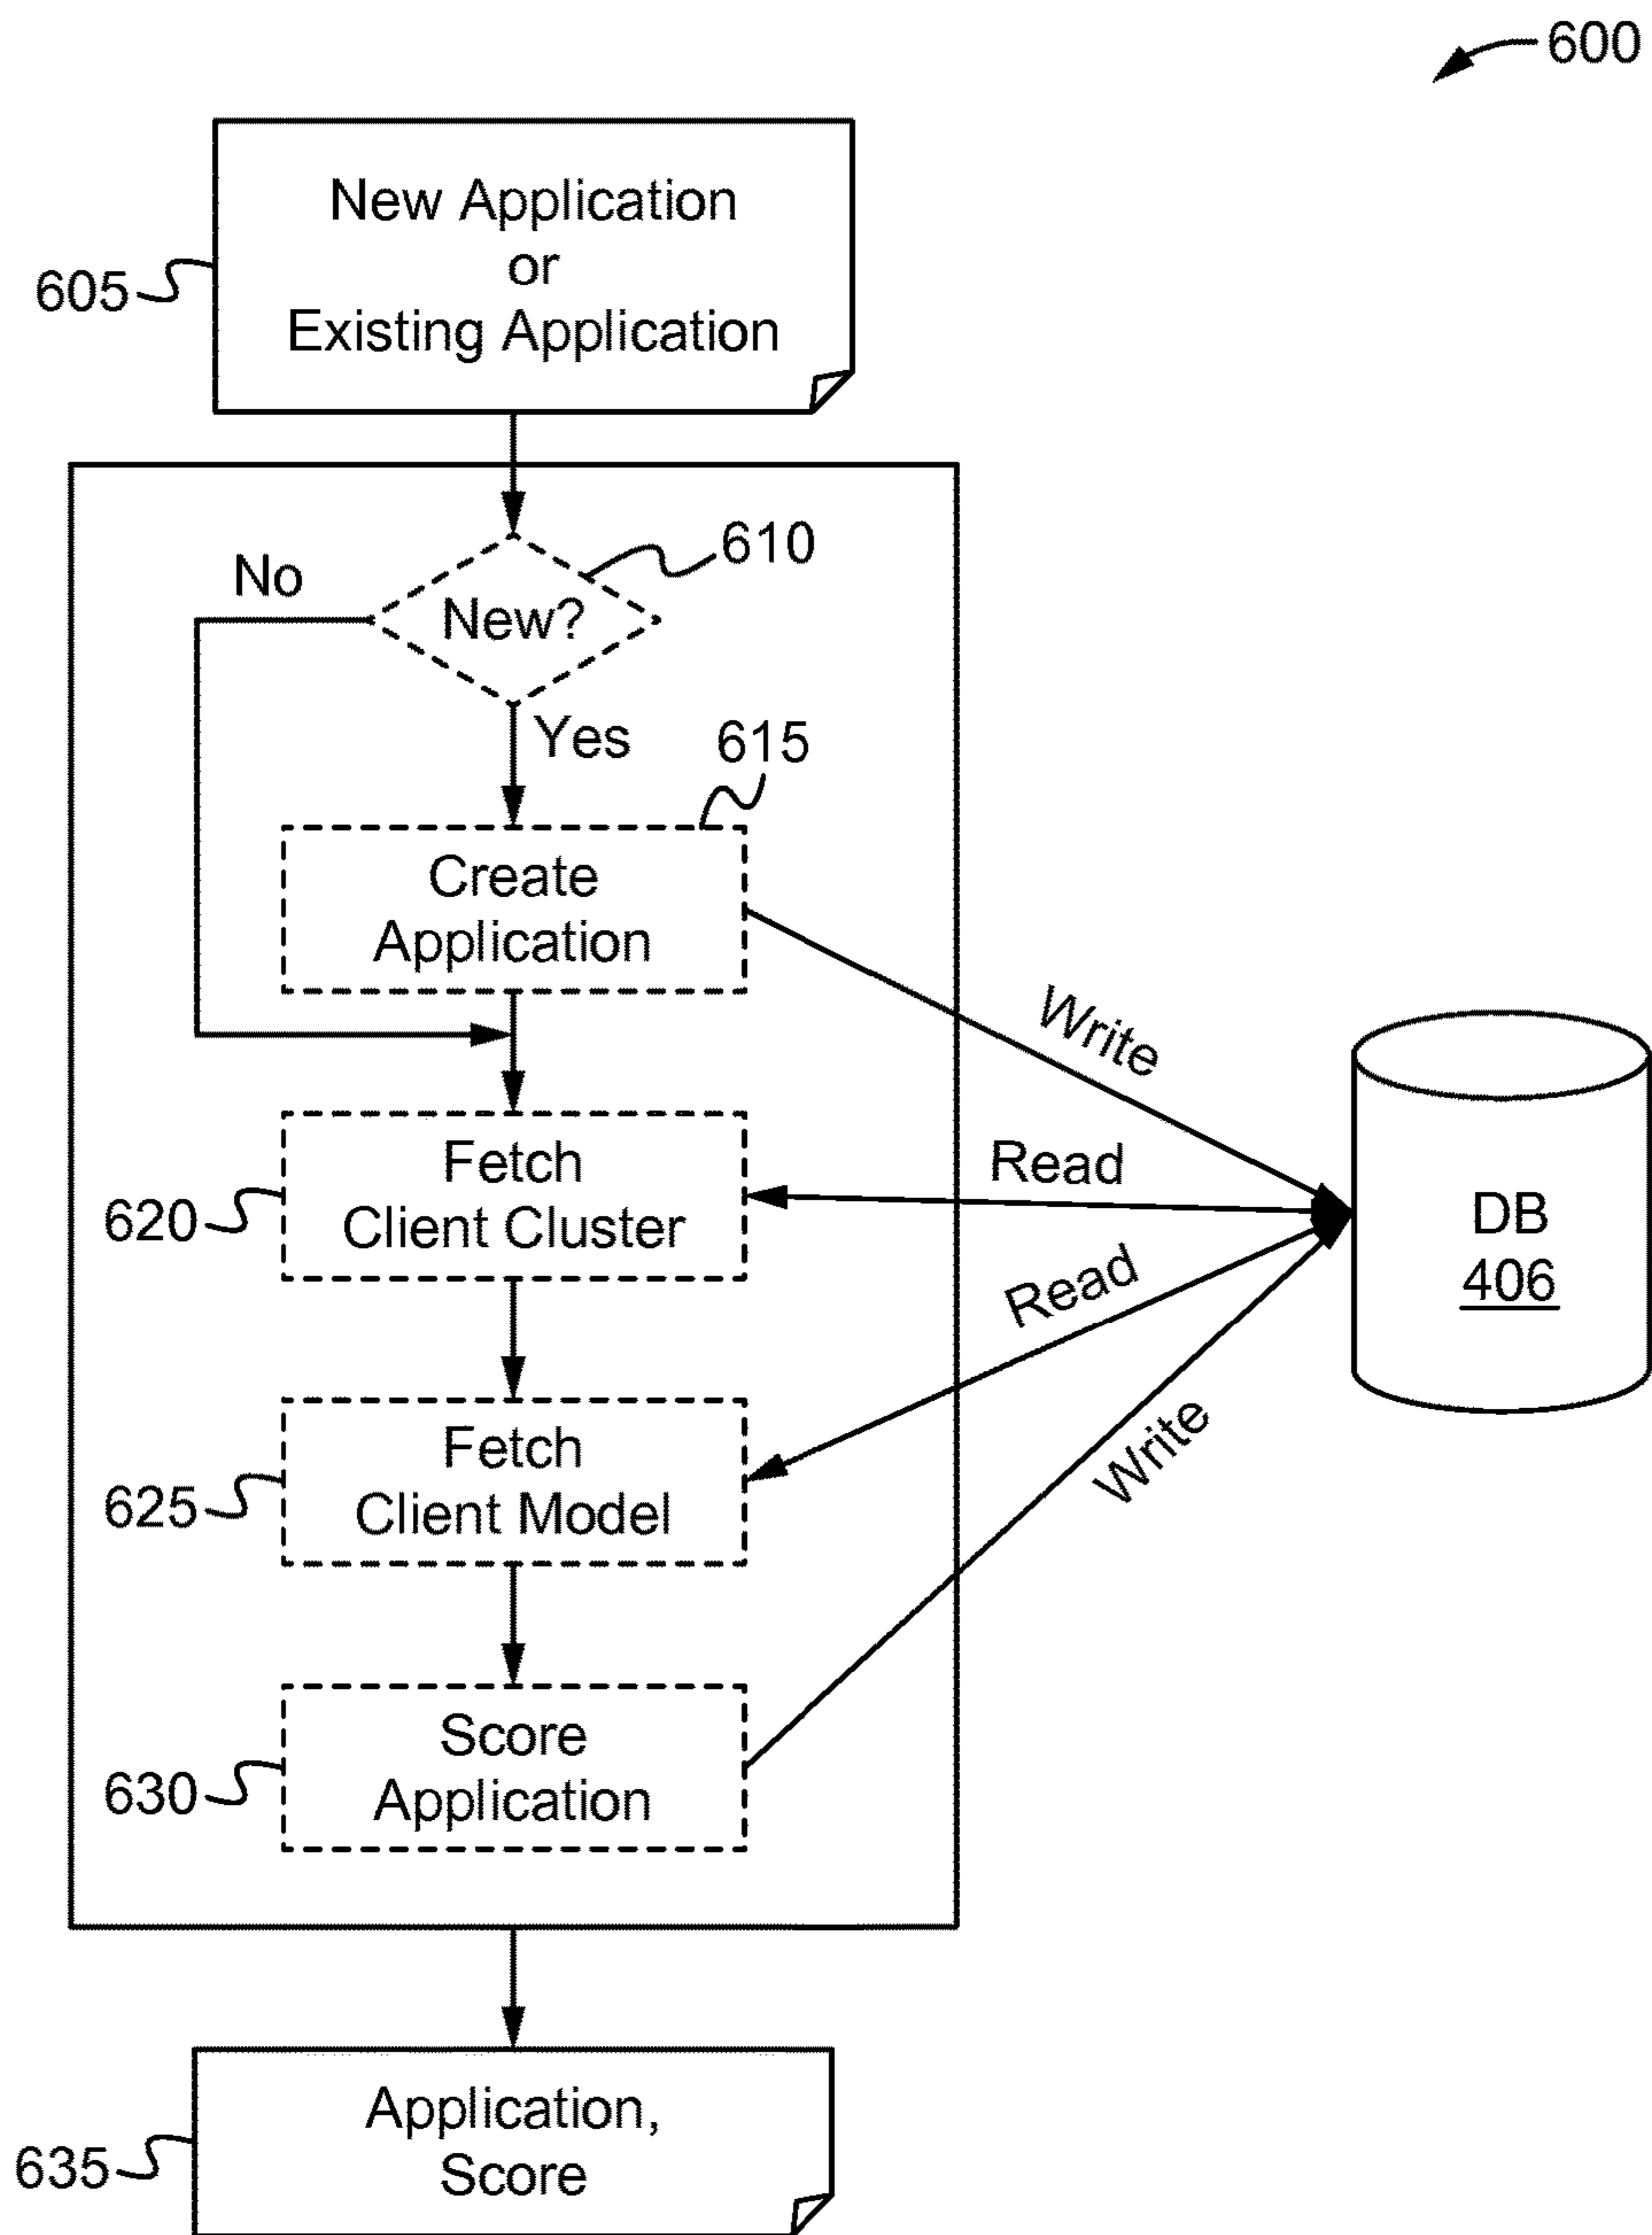 600
New Application
or
Existing Application
605
610
No
New?
Yes
615
Create
Application
Write
Fetch
Client Cluster
620
Read
DB
406
Read
Fetch
Client Model
625
Write
Score
Application
630
Application,
Score
635